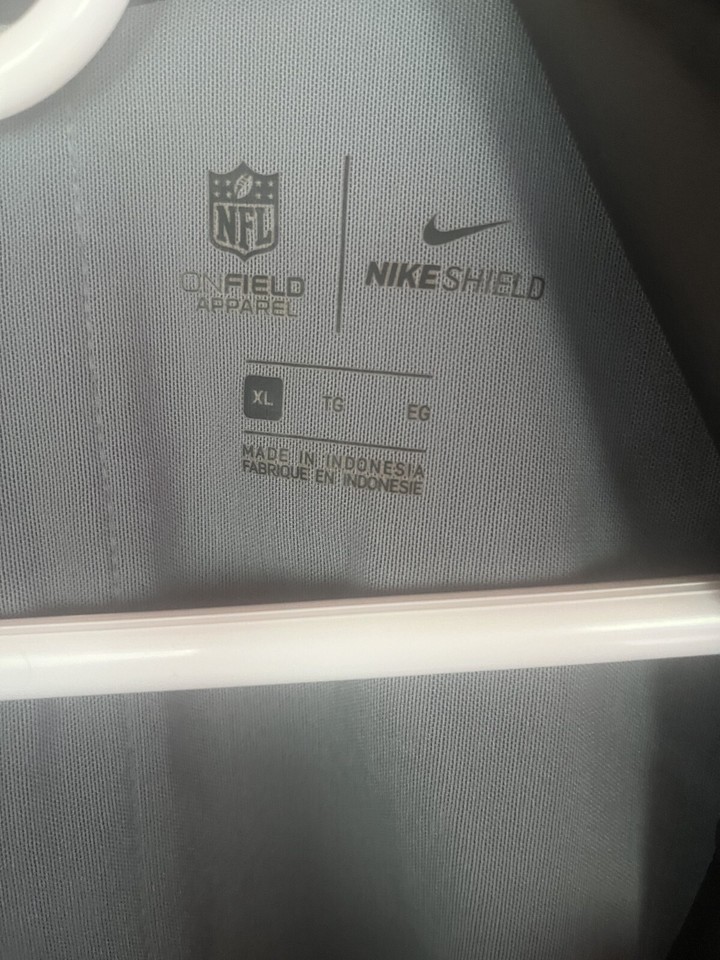 NFL
ONFIELD
APPAREL
NIKESHIELD
XL TG EG
MADE IN INDONESIA
FABRIQUE EN INDONESIE